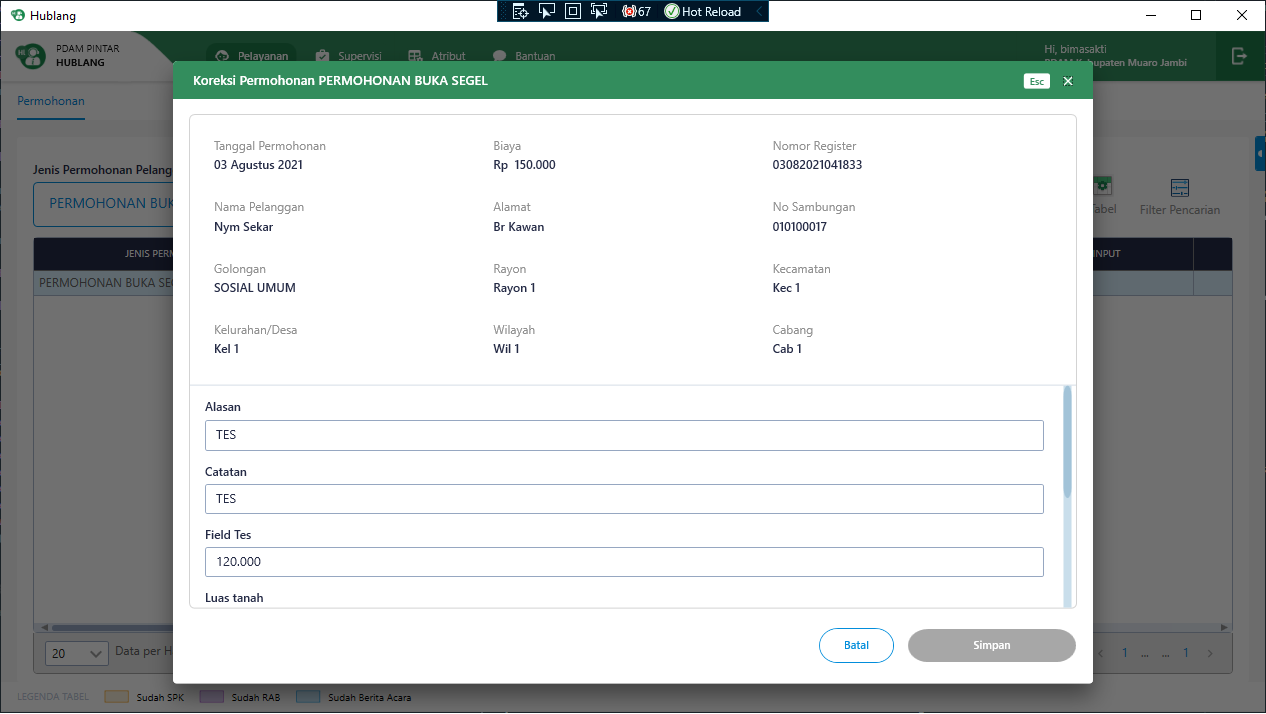 Hublang
67
Hot Reload
PDAM PINTAR
HUBLANG
Pelayanan
Supervisi
Atribut
Bantuan
Hi, bimasakti
PDAM Kabupaten Muaro Jambi
Koreksi Permohonan PERMOHONAN BUKA SEGEL
Esc
Permohonan
Jenis Permohonan Pelang
PERMOHONAN BUK
Tabel
Filter Pencarian
JENIS PERM
INPUT
PERMOHONAN BUKA SEG
Tanggal Permohonan
03 Agustus 2021
Biaya
Rp 150.000
Nomor Register
03082021041833
Nama Pelanggan
Nym Sekar
Alamat
Br Kawan
No Sambungan
010100017
Golongan
SOSIAL UMUM
Rayon
Rayon 1
Kecamatan
Kec 1
Kelurahan/Desa
Kel 1
Wilayah
Wil 1
Cabang
Cab 1
Alasan
TES
Catatan
TES
Field Tes
120.000
Luas tanah
Batal
Simpan
20
Data per H
1 ... ... 1
LEGENDA TABEL
Sudah SPK
Sudah RAB
Sudah Berita Acara